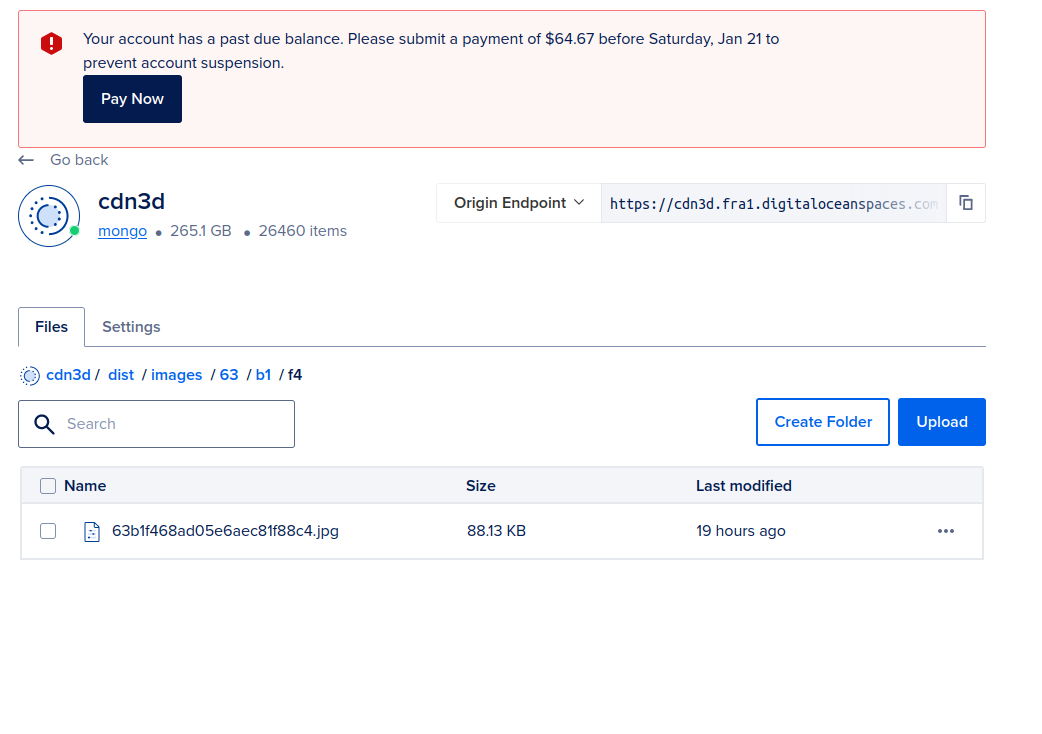 Your account has a past due balance. Please submit a payment of $64.67 before Saturday, Jan 21 to
prevent account suspension.
Pay Now
Go back
cdn3d
Origin Endpoint
https://cdn3d.fra1.digitaloceanspaces.com
mongo • 265.1 GB • 26460 items
Files Settings
cdn3d / dist / images / 63 / b1 / f4
Search
Create Folder
Upload
Name Size Last modified
63b1f468ad05e6aec81f88c4.jpg 88.13 KB 19 hours ago